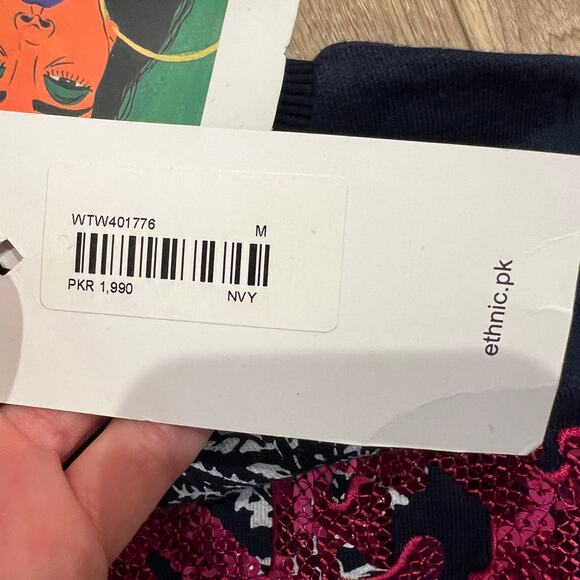 WTW401776 M
PKR 1,990 NVY
ethnic.pk